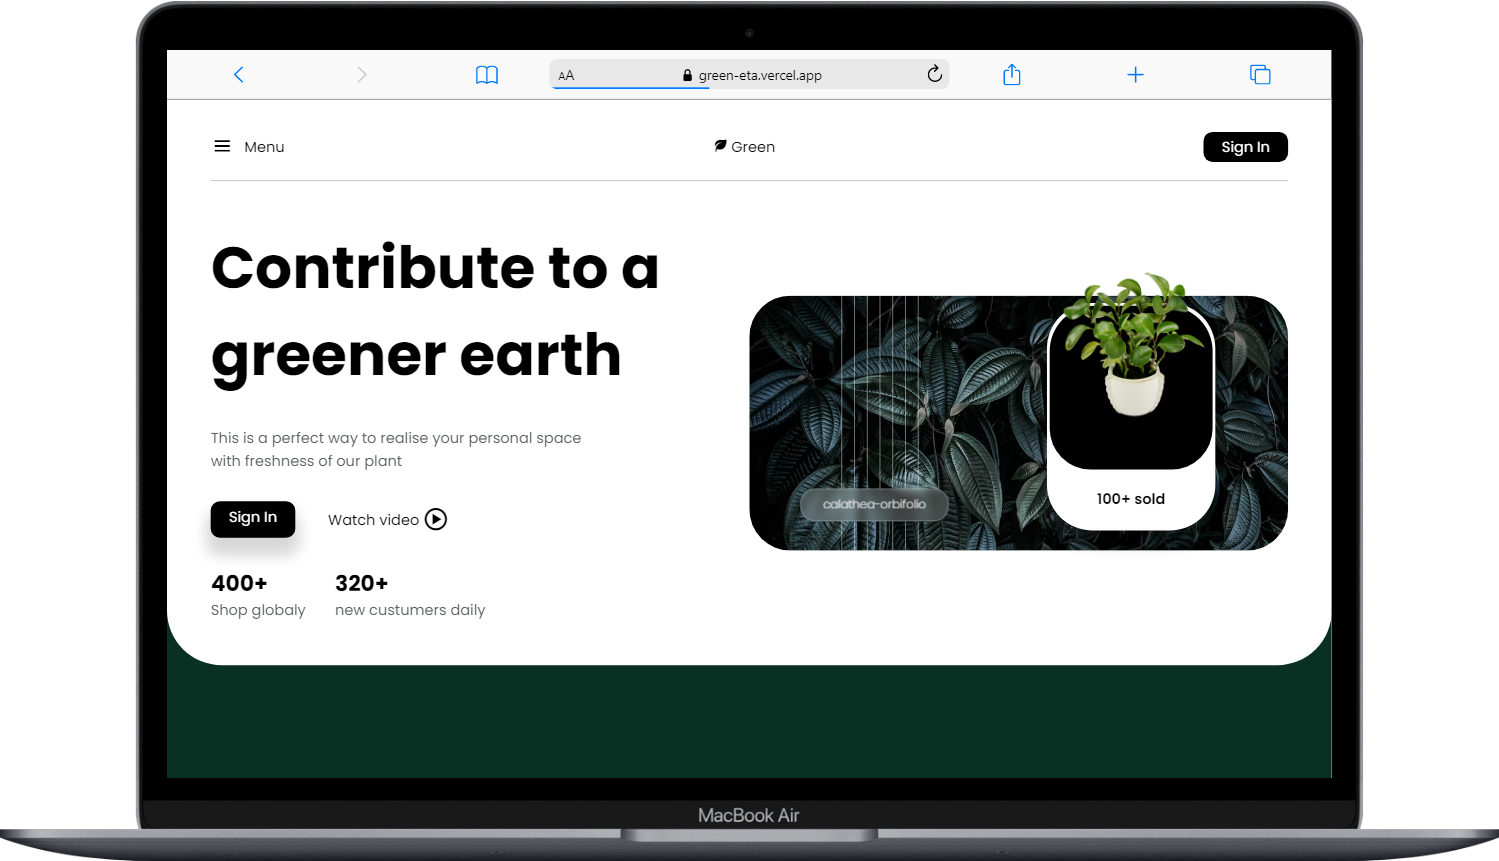 AA green-eta.vercel.app
Menu
Green
Sign In
Contribute to a
greener earth
This is a perfect way to realise your personal space
with freshness of our plant
Sign In
Watch video
400+
Shop globaly
320+
new custumers daily
calathea-orbifolio
100+ sold
MacBook Air